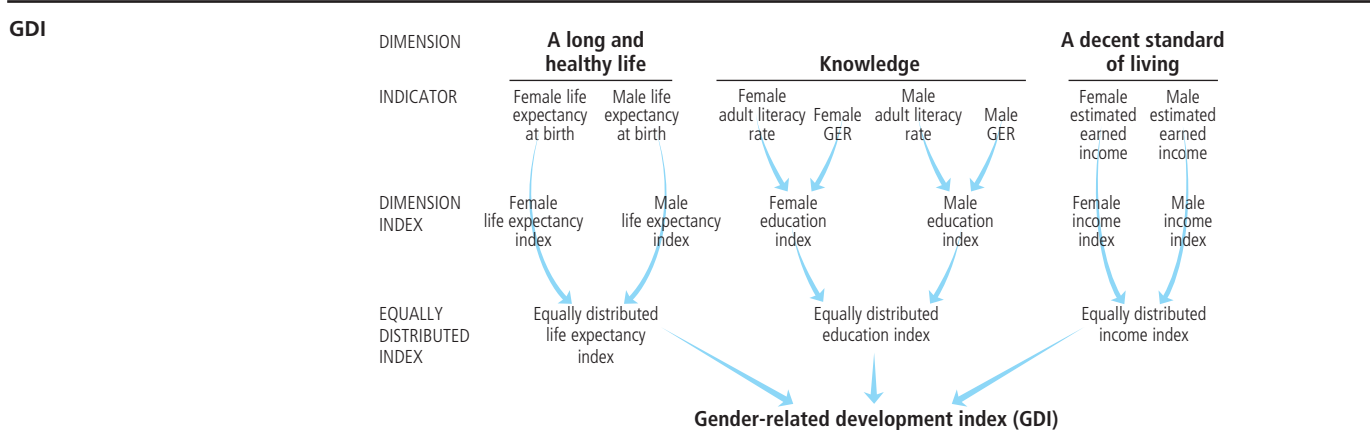 GDI
DIMENSION
A long and
healthy life
Knowledge
A decent standard
of living
INDICATOR
Female life
expectancy
at birth
Male life
expectancy
at birth
Female
adult literacy
rate
Female
GER
Male
adult literacy
rate
Male
GER
Female
estimated
earned
income
Male
estimated
earned
income
DIMENSION
INDEX
Female
life expectancy
index
Male
life expectancy
index
Female
education
index
Male
education
index
Female
income
index
Male
income
index
EQUALLY
DISTRIBUTED
INDEX
Equally distributed
life expectancy
index
Equally distributed
education index
Equally distributed
income index
Gender-related development index (GDI)